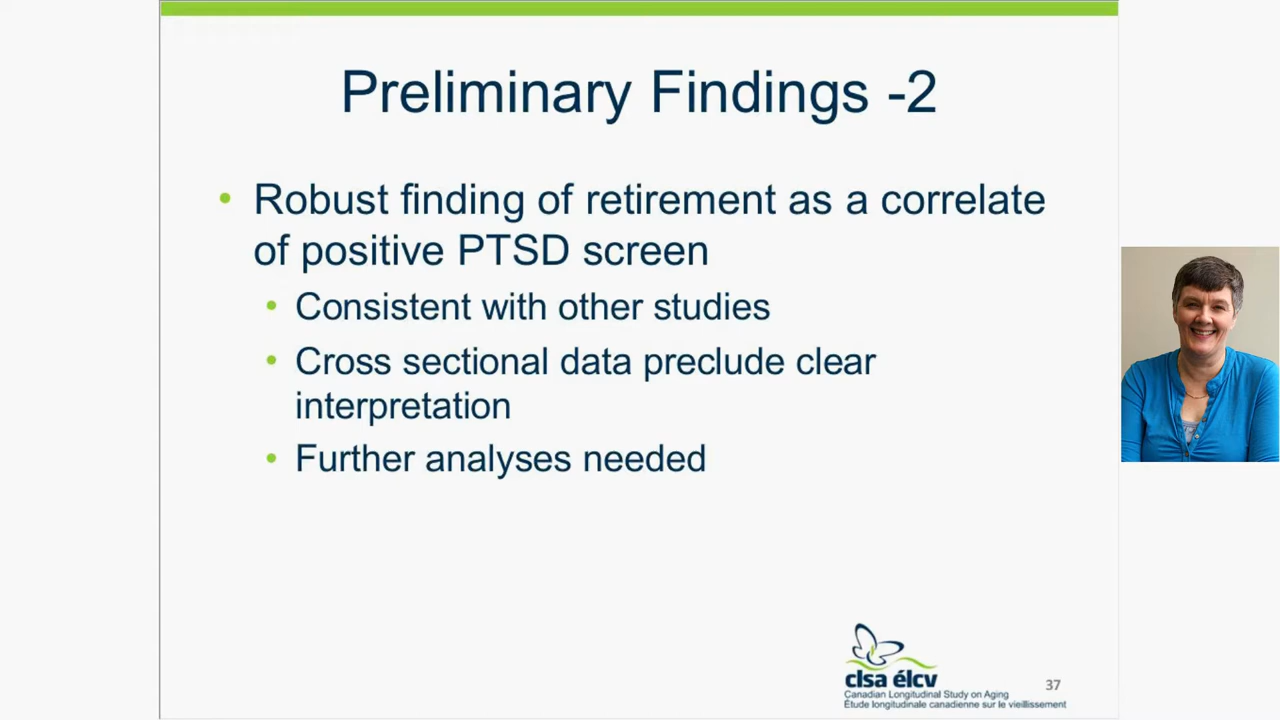 Preliminary Findings -2
• Robust finding of retirement as a correlate
of positive PTSD screen
• Consistent with other studies
• Cross sectional data preclude clear
interpretation
• Further analyses needed
clsa élcv
Canadian Longitudinal Study on Aging
Étude longitudinale canadienne sur le vieillissement
37